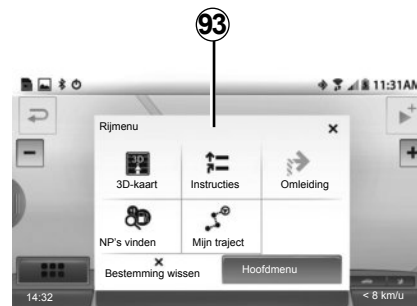 93
11:31AM
Rijmenu
3D
3D-kaart
Instructies
Omleiding
NP's vinden
Mijn traject
Bestemming wissen
Hoofdmenu
14:32
< 8 km/u